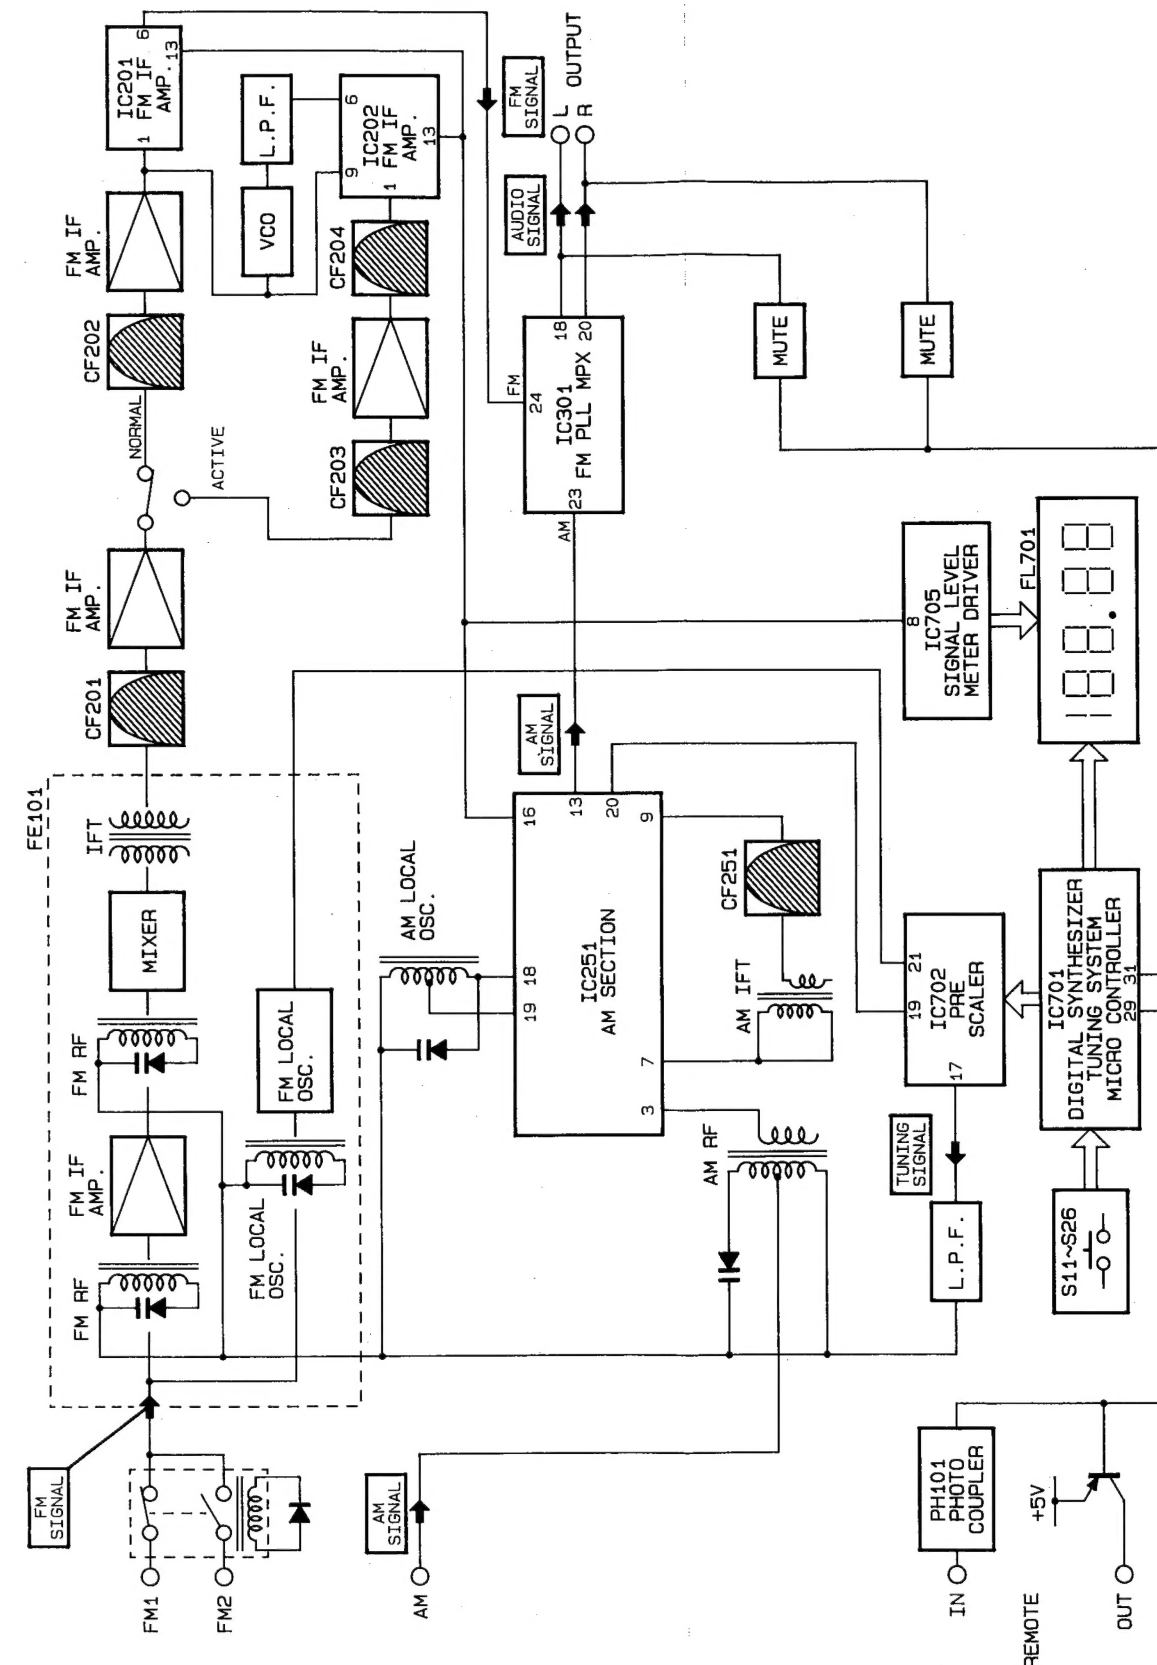 FM1
FM2
FM
SIGNAL
FE101
FM RF
FM IF
AMP.
FM RF
MIXER
IFT
CF201
FM IF
AMP.
NORMAL
ACTIVE
CF202
FM IF
AMP.
1
IC201
FM IF
AMP.
6
13
FM LOCAL
OSC.
FM LOCAL
OSC.
CF203
FM IF
AMP.
CF204
VCO
L.P.F.
1
9
6
13
IC202
FM IF
AMP.
AM
AM
SIGNAL
AM LOCAL
OSC.
19
18
16
13
20
9
7
3
IC251
AM SECTION
AM
SIGNAL
AM
FM
23
24
18
20
IC301
FM PLL MPX
AUDIO
SIGNAL
FM
SIGNAL
L
R
OUTPUT
AM RF
AM IFT
CF251
MUTE
MUTE
IN
PH101
PHOTO
COUPLER
L.P.F.
TUNING
SIGNAL
17
19
21
IC702
PRE
SCALER
8
IC705
SIGNAL LEVEL
METER DRIVER
REMOTE
+5V
OUT
S11~S26
IC701
DIGITAL SYNTHESIZER
TUNING SYSTEM
MICRO CONTROLLER
29
31
FL701
188.88